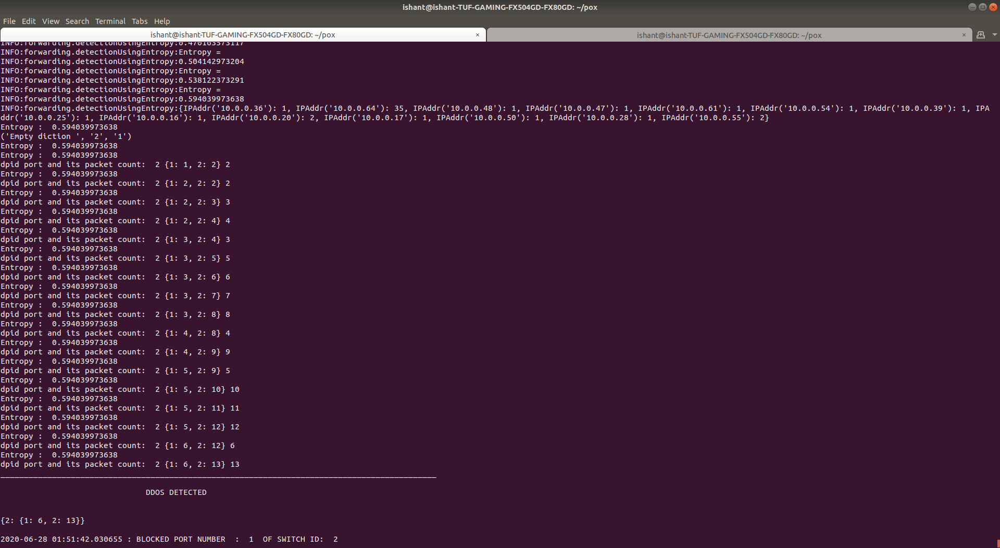 ishant@ishant-TUF-GAMING-FX504GD-FX80GD: ~/pox
File Edit View Search Terminal Tabs Help
ishant@ishant-TUF-GAMING-FX504GD-FX80GD: ~/pox × ishant@ishant-TUF-GAMING-FX504GD-FX80GD: ~/pox ×
INFO:forwarding.detectionUsingEntropy:0.470163573117
INFO:forwarding.detectionUsingEntropy:Entropy =
INFO:forwarding.detectionUsingEntropy:0.504142973204
INFO:forwarding.detectionUsingEntropy:Entropy =
INFO:forwarding.detectionUsingEntropy:0.538122373291
INFO:forwarding.detectionUsingEntropy:Entropy =
INFO:forwarding.detectionUsingEntropy:0.594039973638
INFO:forwarding.detectionUsingEntropy:{IPAddr('10.0.0.36'): 1, IPAddr('10.0.0.64'): 35, IPAddr('10.0.0.48'): 1, IPAddr('10.0.0.47'): 1, IPAddr('10.0.0.61'): 1, IPAddr('10.0.0.54'): 1, IPAddr('10.0.0.39'): 1, IPA
ddr('10.0.0.25'): 1, IPAddr('10.0.0.16'): 1, IPAddr('10.0.0.20'): 2, IPAddr('10.0.0.17'): 1, IPAddr('10.0.0.50'): 1, IPAddr('10.0.0.28'): 1, IPAddr('10.0.0.55'): 2}
Entropy :  0.594039973638
('Empty diction ', '2', '1')
Entropy :  0.594039973638
Entropy :  0.594039973638
dpid port and its packet count:  2 {1: 1, 2: 2} 2
Entropy :  0.594039973638
dpid port and its packet count:  2 {1: 2, 2: 2} 2
Entropy :  0.594039973638
dpid port and its packet count:  2 {1: 2, 2: 3} 3
Entropy :  0.594039973638
dpid port and its packet count:  2 {1: 2, 2: 4} 4
Entropy :  0.594039973638
dpid port and its packet count:  2 {1: 3, 2: 4} 3
Entropy :  0.594039973638
dpid port and its packet count:  2 {1: 3, 2: 5} 5
Entropy :  0.594039973638
dpid port and its packet count:  2 {1: 3, 2: 6} 6
Entropy :  0.594039973638
dpid port and its packet count:  2 {1: 3, 2: 7} 7
Entropy :  0.594039973638
dpid port and its packet count:  2 {1: 3, 2: 8} 8
Entropy :  0.594039973638
dpid port and its packet count:  2 {1: 4, 2: 8} 4
Entropy :  0.594039973638
dpid port and its packet count:  2 {1: 4, 2: 9} 9
Entropy :  0.594039973638
dpid port and its packet count:  2 {1: 5, 2: 9} 5
Entropy :  0.594039973638
dpid port and its packet count:  2 {1: 5, 2: 10} 10
Entropy :  0.594039973638
dpid port and its packet count:  2 {1: 5, 2: 11} 11
Entropy :  0.594039973638
dpid port and its packet count:  2 {1: 5, 2: 12} 12
Entropy :  0.594039973638
dpid port and its packet count:  2 {1: 6, 2: 12} 6
Entropy :  0.594039973638
dpid port and its packet count:  2 {1: 6, 2: 13} 13
_____________________________________________________________________________________________
DDOS DETECTED
{2: {1: 6, 2: 13}}
2020-06-28 01:51:42.030655 : BLOCKED PORT NUMBER  :  1  OF SWITCH ID:  2